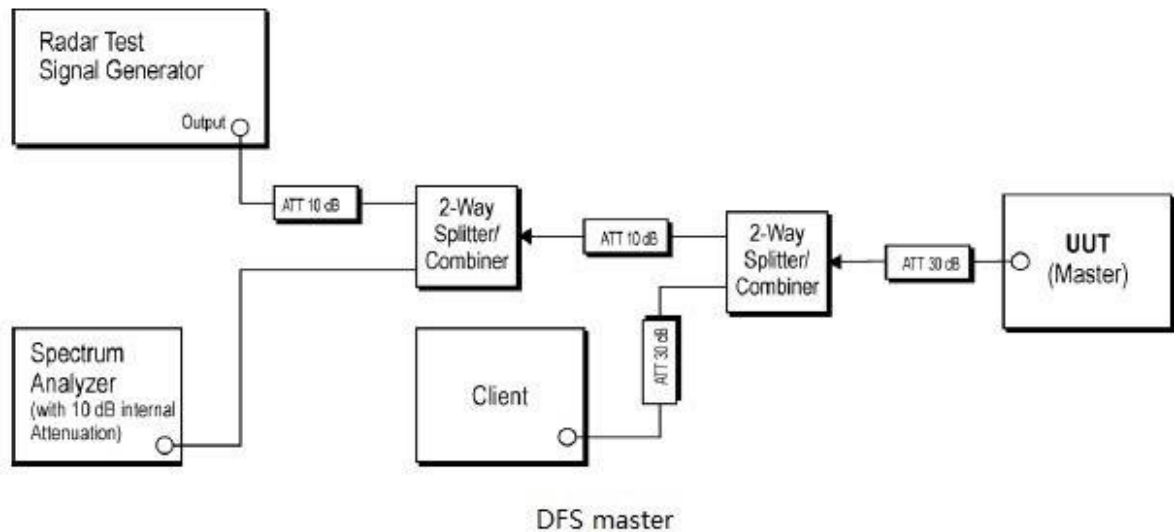 Radar Test
Signal Generator
Output
ATT 10 dB
2-Way
Splitter/
Combiner
ATT 10 dB
2-Way
Splitter/
Combiner
ATT 30 dB
UUT
(Master)
Spectrum
Analyzer
(with 10 dB internal
Attenuation)
Client
ATT 30 dB
DFS master